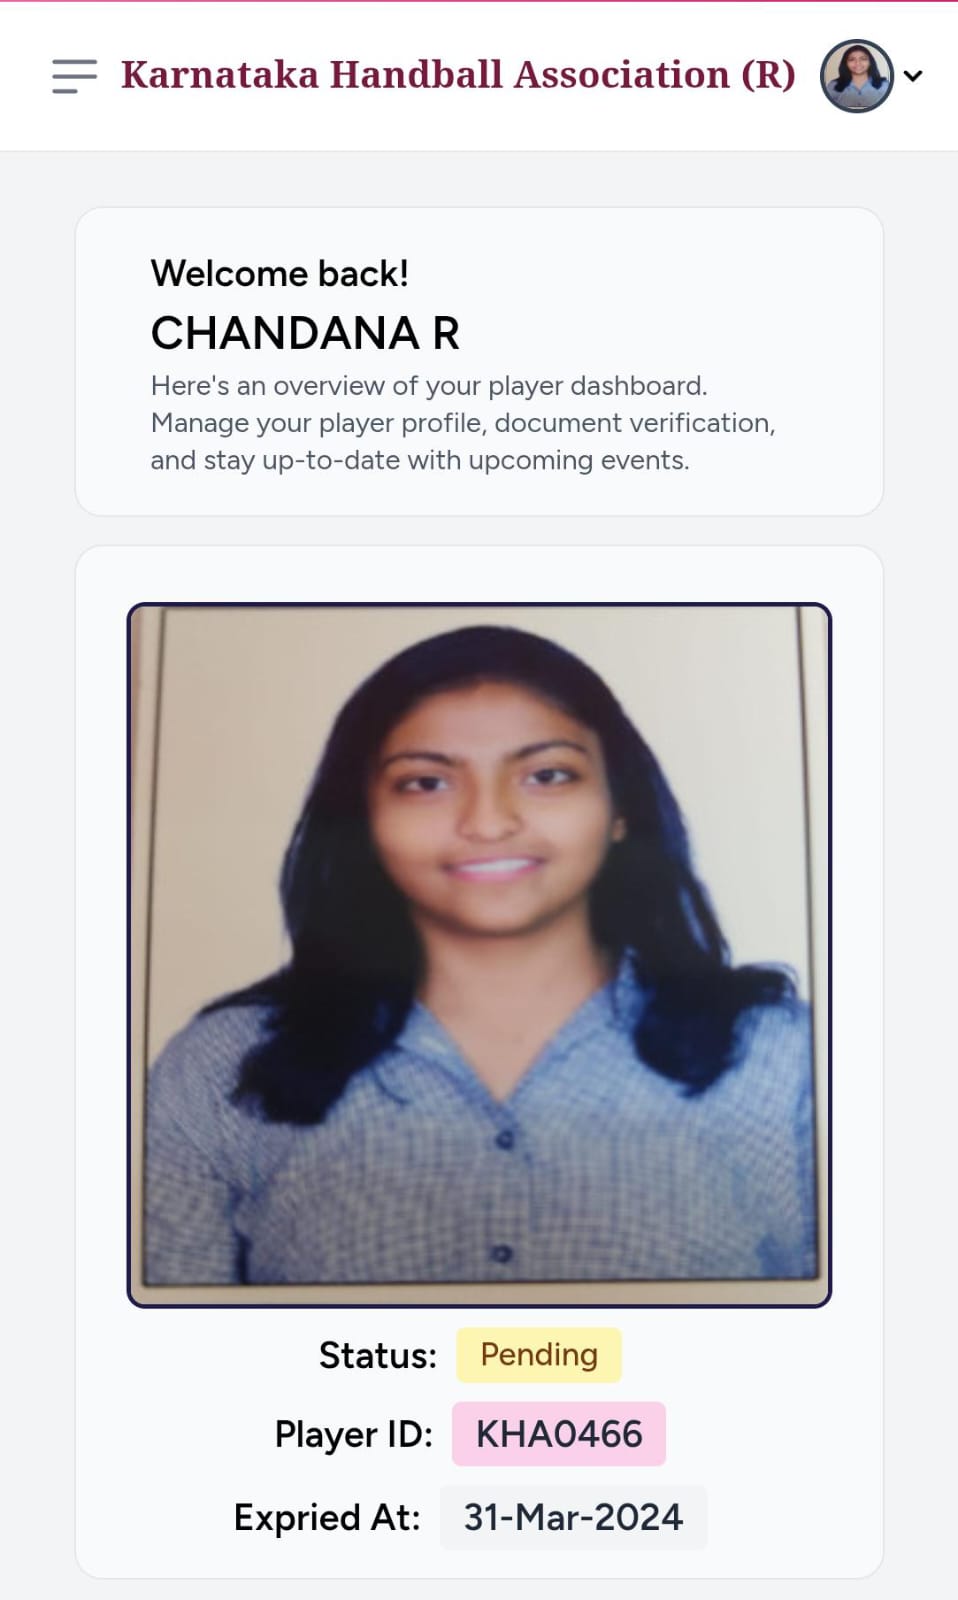 Karnataka Handball Association (R)
Welcome back!
CHANDANA R
Here's an overview of your player dashboard.
Manage your player profile, document verification,
and stay up-to-date with upcoming events.
Status: Pending
Player ID: KHA0466
Expried At: 31-Mar-2024